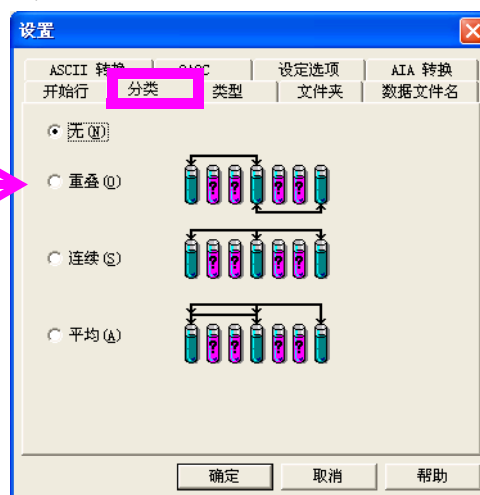 设置
ASCII 转换
设定选项
AIA 转换
开始行
分类
类型
文件夹
数据文件名
无(N)
重叠(O)
? ? ? ?
连续(S)
? ? ? ?
平均(A)
? ? ? ?
确定
取消
帮助